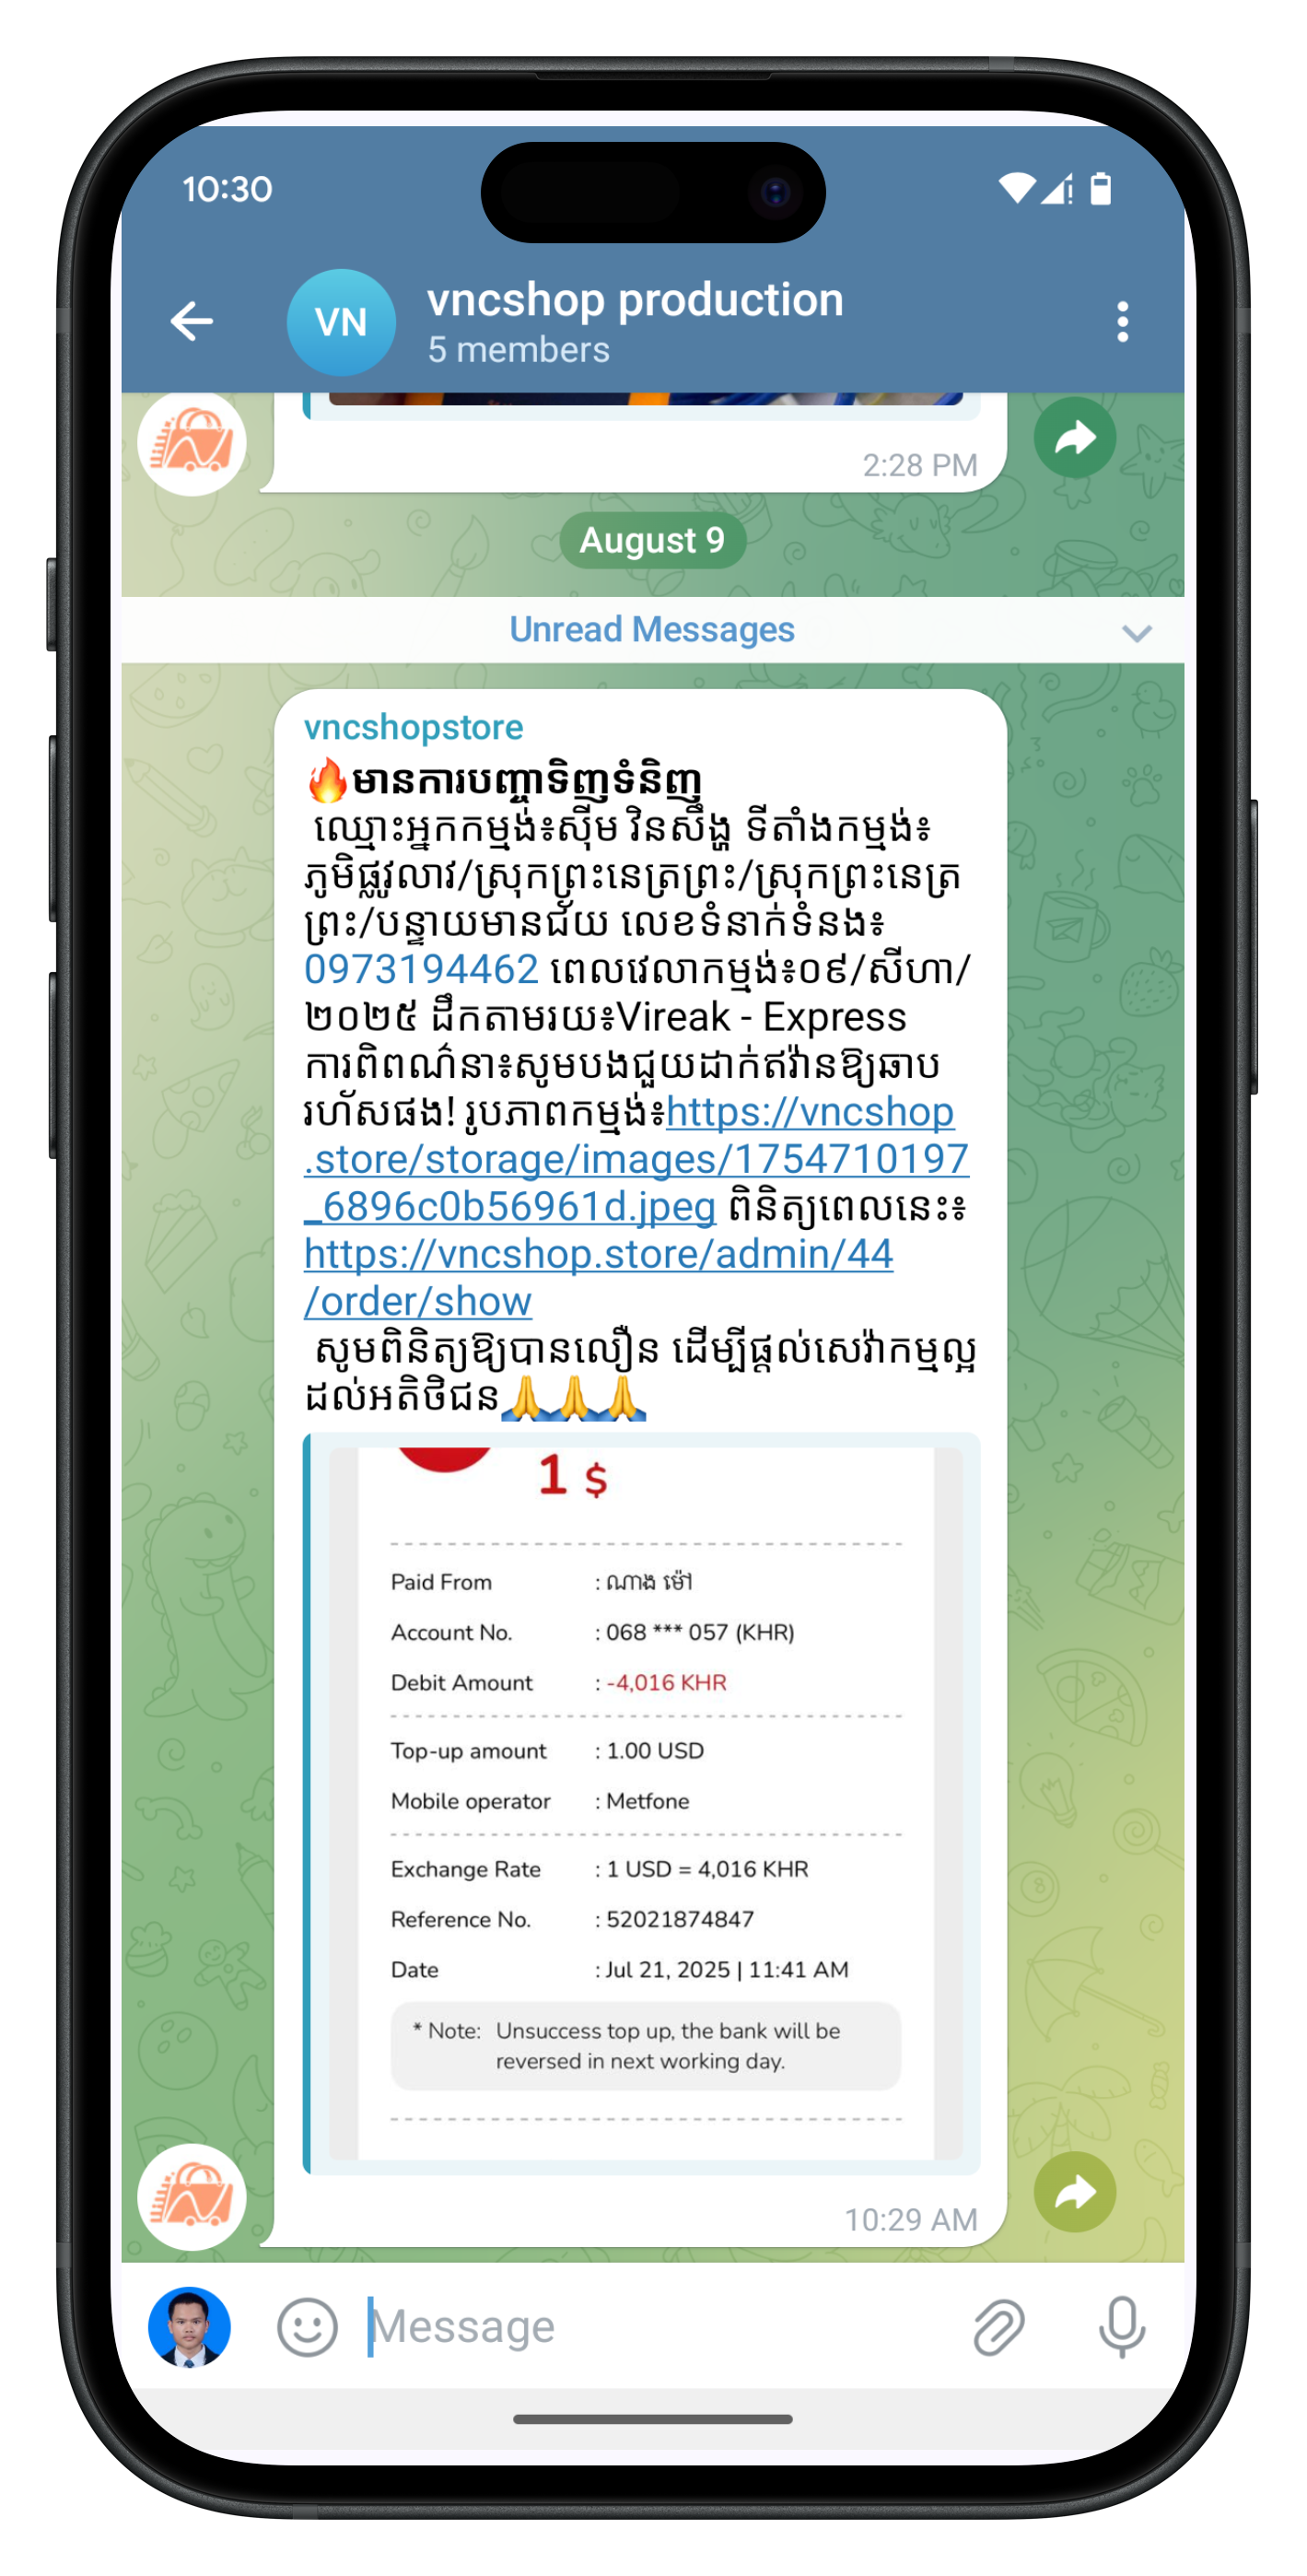 10:30
VN
vncshop production
5 members
2:28 PM
August 9
Unread Messages
vncshopstore
🔥មានការបញ្ជាទិញទំនិញ
ឈ្មោះអ្នកកម្មង់៖ស៊ីម វិនសឹង្ហ ទីតាំងកម្មង់៖
ភូមិផ្លូវលាវ/ស្រុកព្រះនេត្រព្រះ/ស្រុកព្រះនេត្រ
ព្រះ/បន្ទាយមានជ័យ លេខទំនាក់ទំនង៖
0973194462 ពេលវេលាកម្មង់៖០៩/សីហា/
២០២៥ ដឹកតាមរយ៖Vireak - Express
ការពិពណ៌នា៖សូមបងជួយដាក់ឥវ៉ានឱ្យឆាប
រហ័សផង! រូបភាពកម្មង់៖https://vncshop
.store/storage/images/1754710197
_6896c0b56961d.jpeg ពិនិត្យពេលនេះ៖
https://vncshop.store/admin/44
/order/show
សូមពិនិត្យឱ្យបានលឿន ដើម្បីផ្តល់សេវ៉ាកម្មល្អ
ដល់អតិថិជន🙏🙏🙏
1 $
Paid From : ណាង ម៉ៅ
Account No. : 068 *** 057 (KHR)
Debit Amount : -4,016 KHR
Top-up amount : 1.00 USD
Mobile operator : Metfone
Exchange Rate : 1 USD = 4,016 KHR
Reference No. : 52021874847
Date : Jul 21, 2025 | 11:41 AM
* Note: Unsuccess top up, the bank will be
reversed in next working day.
10:29 AM
Message